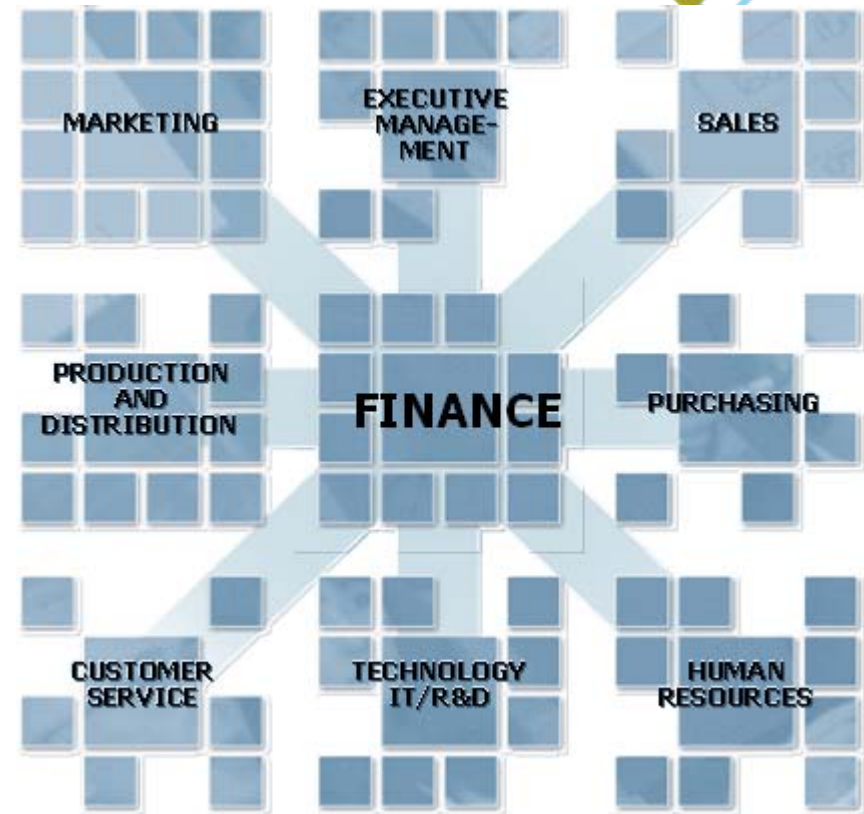 MARKETING
EXECUTIVE
MANAGE-
MENT
SALES
PRODUCTION
AND
DISTRIBUTION
FINANCE
PURCHASING
CUSTOMER
SERVICE
TECHNOLOGY
IT/R&D
HUMAN
RESOURCES